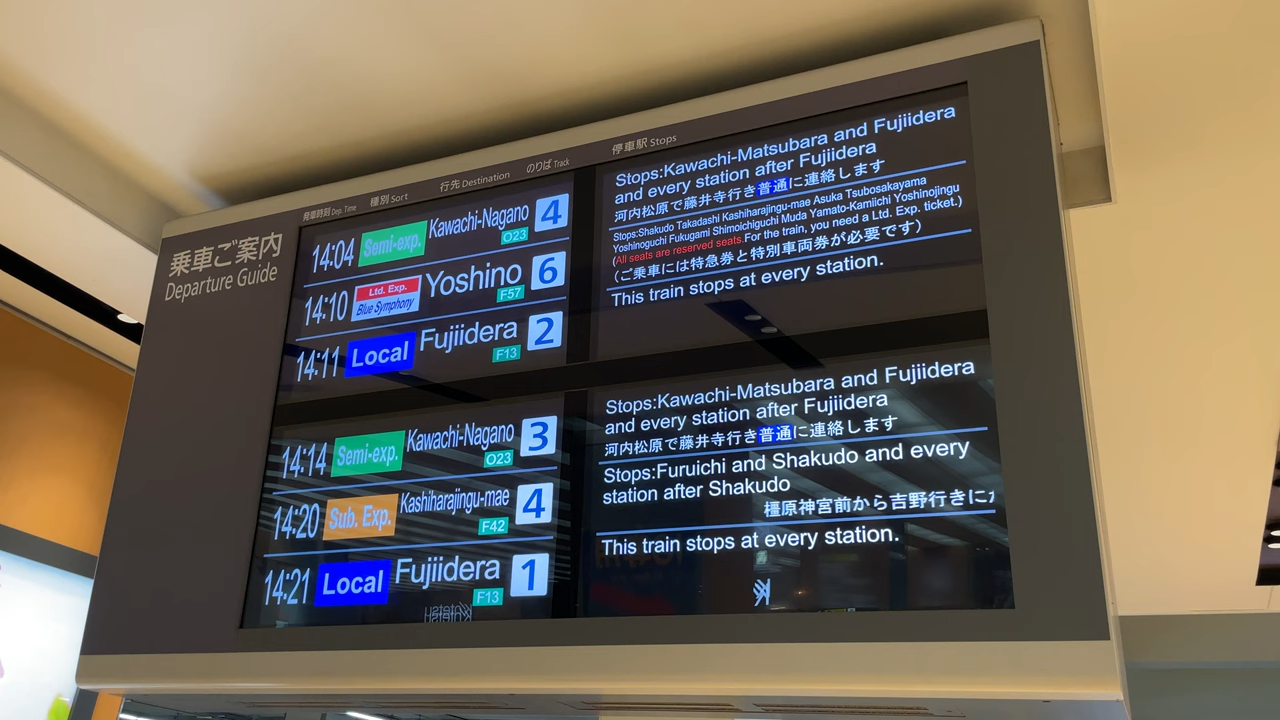 乗車ご案内
Departure Guide
発車時刻 Dep. Time 種別 Sort 行先 Destination のりば Track 停車駅 Stops
14:04 Semi-exp. Kawachi-Nagano O23 4
Stops:Kawachi-Matsubara and Fujiidera
and every station after Fujiidera
河内松原で藤井寺行き普通に連絡します
14:10 Ltd. Exp. Blue Symphony Yoshino F57 6
Stops:Shakudo Takadashi Kashiharajingu-mae Asuka Tsubosakayama
Yoshinoguchi Fukugami Shimoichiguchi Muda Yamato-Kamiichi Yoshinojingu
(All seats are reserved seats.For the train, you need a Ltd. Exp. ticket.)
(ご乗車には特急券と特別車両券が必要です)
14:11 Local Fujiidera F13 2
This train stops at every station.
14:14 Semi-exp. Kawachi-Nagano O23 3
Stops:Kawachi-Matsubara and Fujiidera
and every station after Fujiidera
河内松原で藤井寺行き普通に連絡します
14:20 Sub. Exp. Kashiharajingu-mae F42 4
Stops:Furuichi and Shakudo and every
station after Shakudo
橿原神宮前から吉野行きに
14:21 Local Fujiidera F13 1
This train stops at every station.